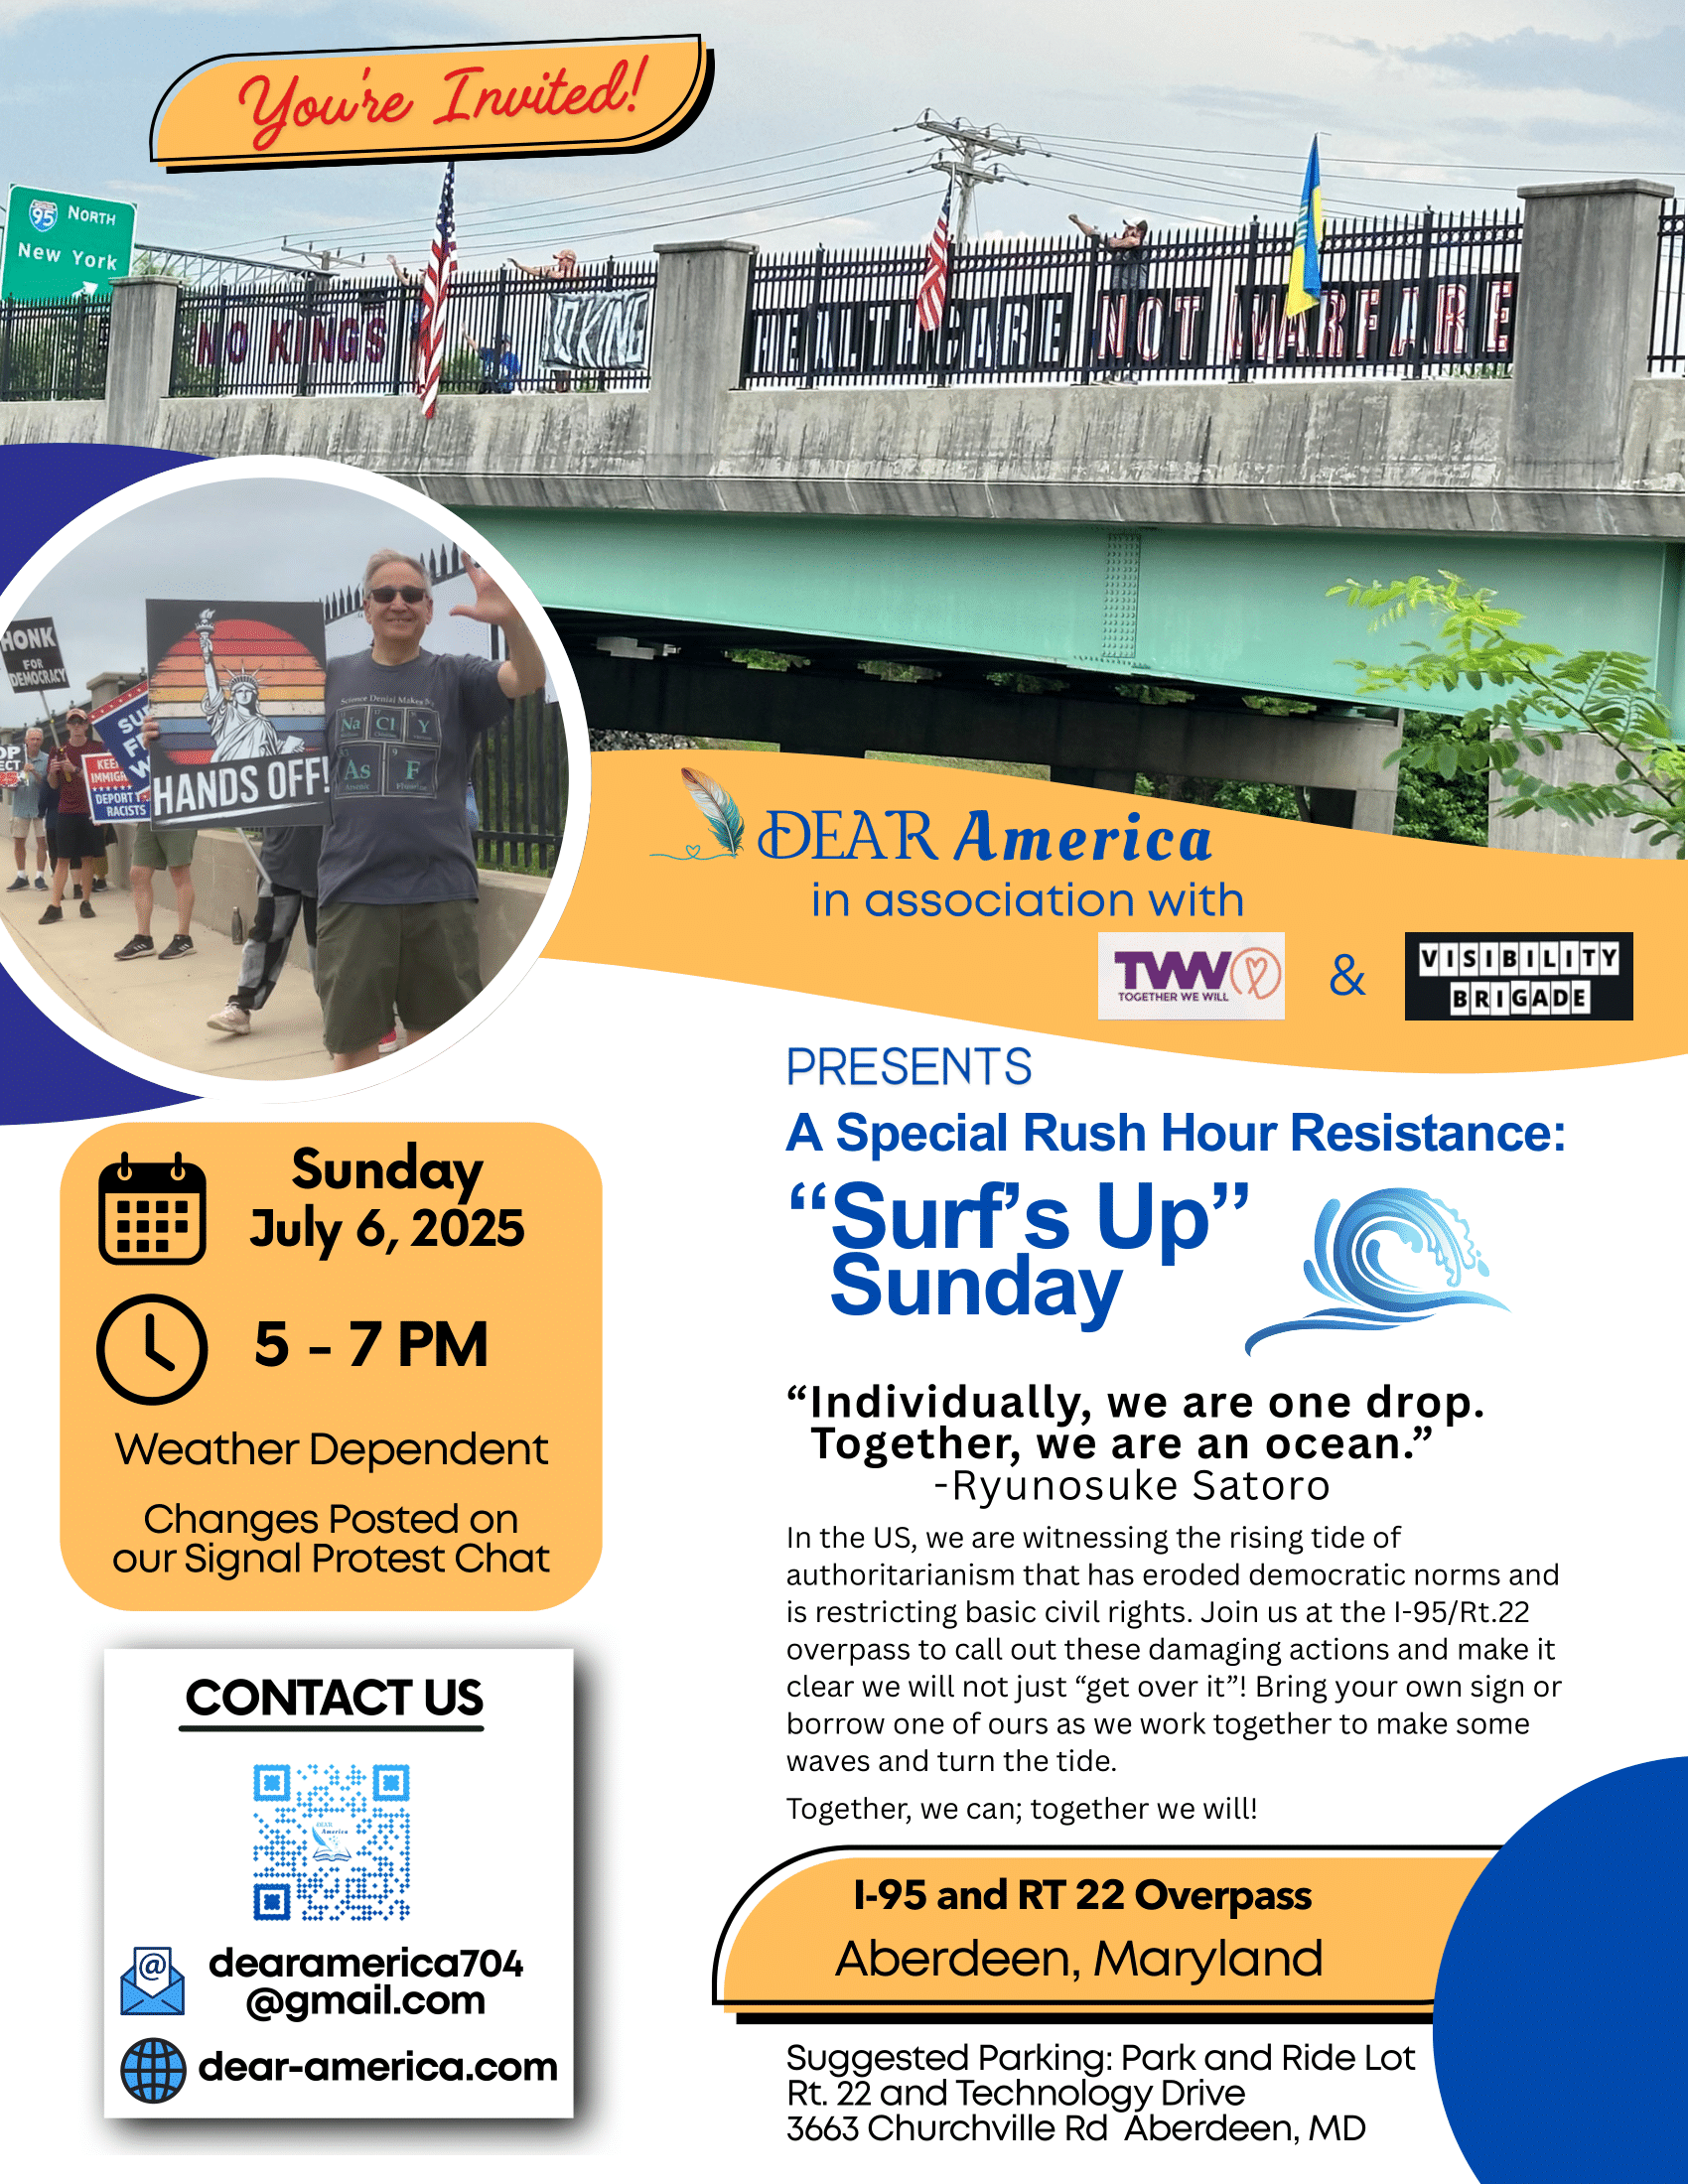 You're Invited!
95 NORTH
New York
NO KINGS
NO KING
HEALTHCARE NOT WARFARE
HONK
FOR
DEMOCRACY
HANDS OFF!
KEE
IMMIG
DEPORT
RACISTS
Science Denial Makes
Na Cl Y
As F
DEAR America
in association with
TWW
TOGETHER WE WILL
&
VISIBILITY
BRIGADE
PRESENTS
A Special Rush Hour Resistance:
“Surf’s Up”
Sunday
“Individually, we are one drop.
Together, we are an ocean.”
-Ryunosuke Satoro
In the US, we are witnessing the rising tide of
authoritarianism that has eroded democratic norms and
is restricting basic civil rights. Join us at the I-95/Rt.22
overpass to call out these damaging actions and make it
clear we will not just “get over it”! Bring your own sign or
borrow one of ours as we work together to make some
waves and turn the tide.
Together, we can; together we will!
Sunday
July 6, 2025
5 - 7 PM
Weather Dependent
Changes Posted on
our Signal Protest Chat
CONTACT US
DEAR
America
dearamerica704
@gmail.com
dear-america.com
I-95 and RT 22 Overpass
Aberdeen, Maryland
Suggested Parking: Park and Ride Lot
Rt. 22 and Technology Drive
3663 Churchville Rd Aberdeen, MD